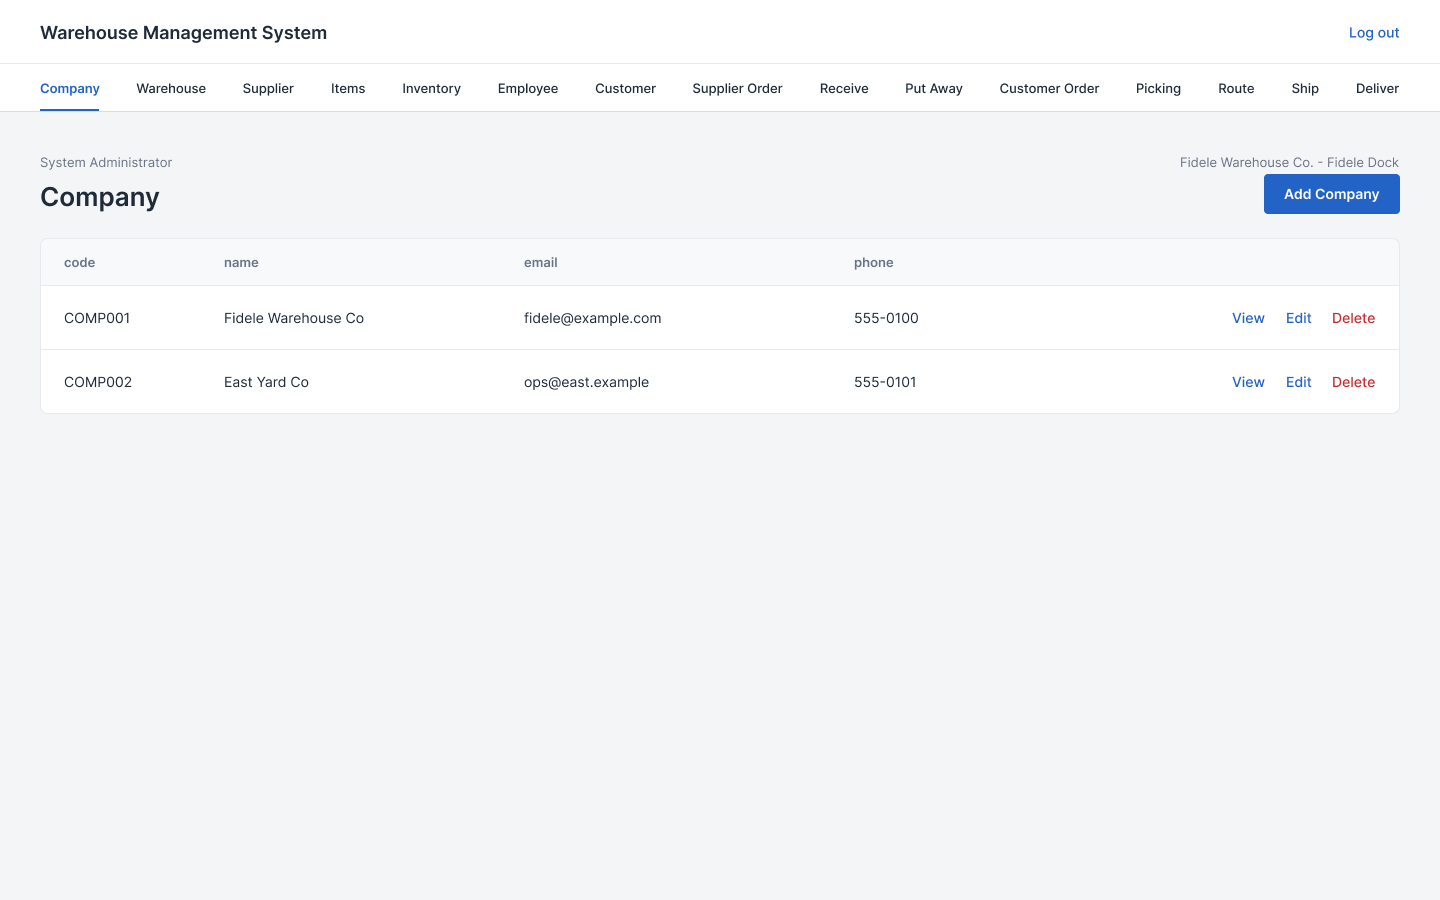 Warehouse Management System Log out
Company Warehouse Supplier Items Inventory Employee Customer Supplier Order Receive Put Away Customer Order Picking Route Ship Deliver
System Administrator Fidele Warehouse Co. - Fidele Dock
Company Add Company
code name email phone
COMP001 Fidele Warehouse Co fidele@example.com 555-0100 View Edit Delete
COMP002 East Yard Co ops@east.example 555-0101 View Edit Delete